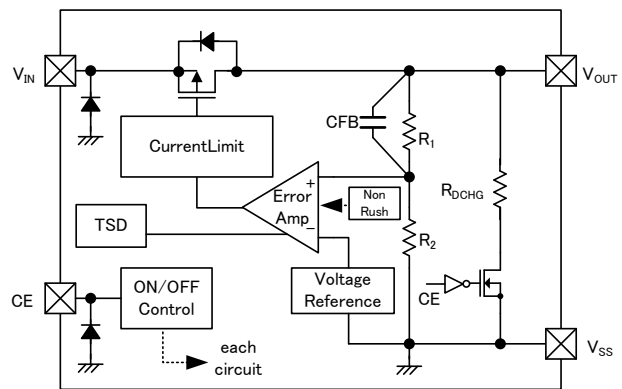 VIN
VOUT
CFB
R1
CurrentLimit
RDCHG
+
Error
Amp
−
Non
Rush
TSD
R2
CE
ON/OFF
Control
Voltage
Reference
CE
each
circuit
VSS